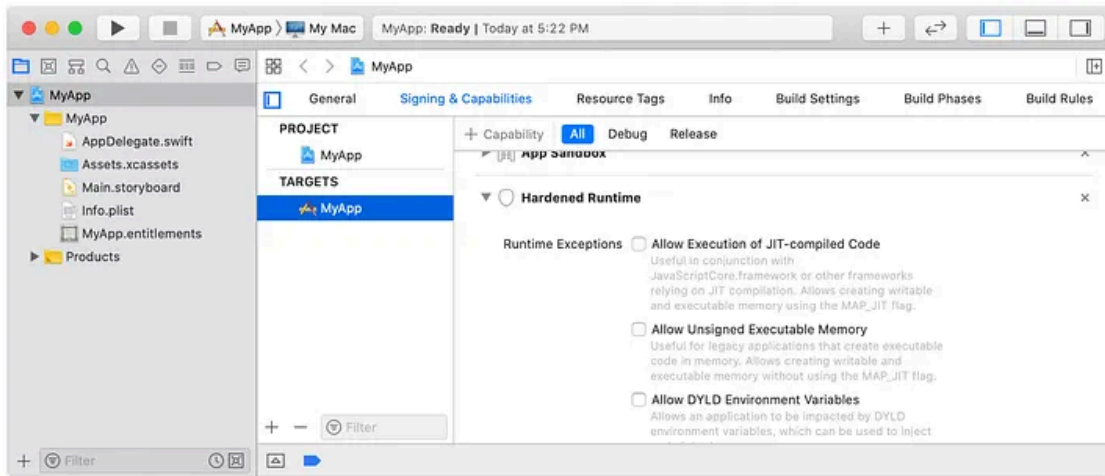 MyApp 〉 My Mac
MyApp: Ready | Today at 5:22 PM
MyApp
MyApp
AppDelegate.swift
Assets.xcassets
Main.storyboard
Info.plist
MyApp.entitlements
Products
Filter
MyApp
General Signing & Capabilities Resource Tags Info Build Settings Build Phases Build Rules
PROJECT
MyApp
TARGETS
MyApp
Filter
+ Capability All Debug Release
App Sandbox
Hardened Runtime
Runtime Exceptions
Allow Execution of JIT-compiled Code
Useful in conjunction with
JavaScriptCore.framework or other frameworks
relying on JIT compilation. Allows creating writable
and executable memory using the MAP_JIT flag.
Allow Unsigned Executable Memory
Useful for legacy applications that create executable
code in memory. Allows creating writable and
executable memory without using the MAP_JIT flag.
Allow DYLD Environment Variables
Allows an application to be impacted by DYLD
environment variables, which can be used to inject